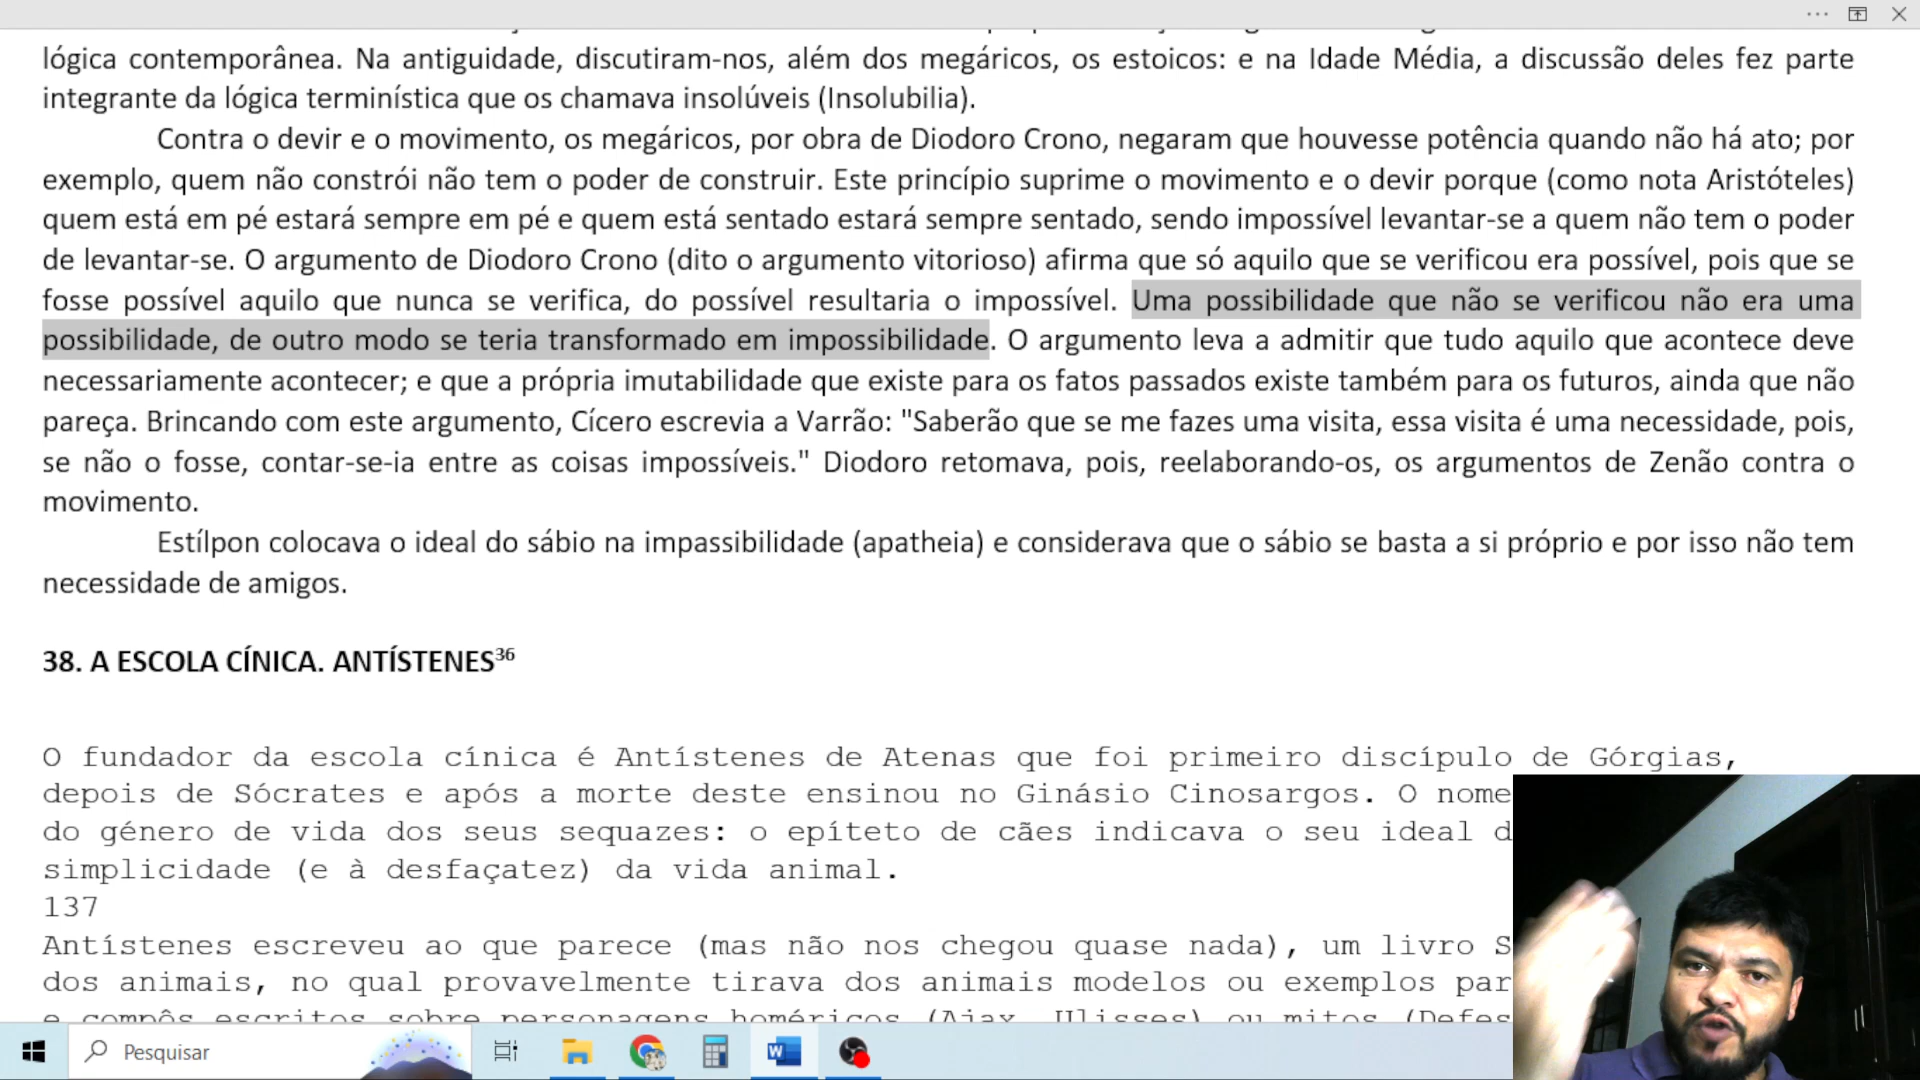 lógica contemporânea. Na antiguidade, discutiram-nos, além dos megáricos, os estoicos: e na Idade Média, a discussão deles fez parte
integrante da lógica terminística que os chamava insolúveis (Insolubilia).
Contra o devir e o movimento, os megáricos, por obra de Diodoro Crono, negaram que houvesse potência quando não há ato; por
exemplo, quem não constrói não tem o poder de construir. Este princípio suprime o movimento e o devir porque (como nota Aristóteles)
quem está em pé estará sempre em pé e quem está sentado estará sempre sentado, sendo impossível levantar-se a quem não tem o poder
de levantar-se. O argumento de Diodoro Crono (dito o argumento vitorioso) afirma que só aquilo que se verificou era possível, pois que se
fosse possível aquilo que nunca se verifica, do possível resultaria o impossível. Uma possibilidade que não se verificou não era uma
possibilidade, de outro modo se teria transformado em impossibilidade. O argumento leva a admitir que tudo aquilo que acontece deve
necessariamente acontecer; e que a própria imutabilidade que existe para os fatos passados existe também para os futuros, ainda que não
pareça. Brincando com este argumento, Cícero escrevia a Varrão: "Saberão que se me fazes uma visita, essa visita é uma necessidade, pois,
se não o fosse, contar-se-ia entre as coisas impossíveis." Diodoro retomava, pois, reelaborando-os, os argumentos de Zenão contra o
movimento.
Estílpon colocava o ideal do sábio na impassibilidade (apatheia) e considerava que o sábio se basta a si próprio e por isso não tem
necessidade de amigos.
38. A ESCOLA CÍNICA. ANTÍSTENES36
O fundador da escola cínica é Antístenes de Atenas que foi primeiro discípulo de Górgias,
depois de Sócrates e após a morte deste ensinou no Ginásio Cinosargos. O nome
do género de vida dos seus sequazes: o epíteto de cães indicava o seu ideal d
simplicidade (e à desfaçatez) da vida animal.
137
Antístenes escreveu ao que parece (mas não nos chegou quase nada), um livro S
dos animais, no qual provavelmente tirava dos animais modelos ou exemplos par
e compôs escritos sobre personagens homéricos (Ajax, Ulisses) ou mitos (Defes
Pesquisar